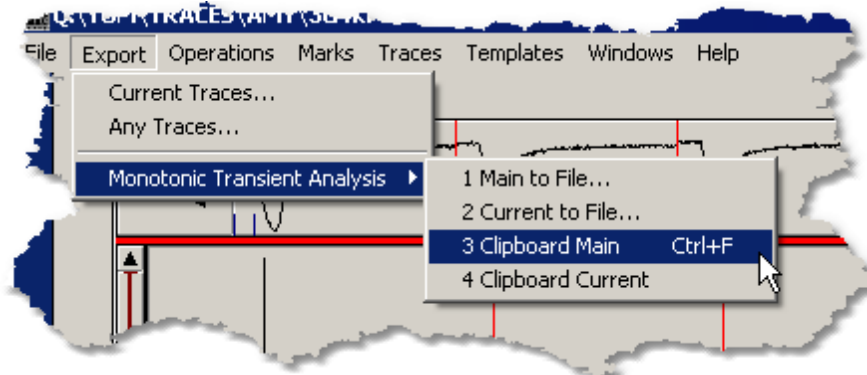 File Export Operations Marks Traces Templates Windows Help
Current Traces...
Any Traces...
Monotonic Transient Analysis
1 Main to File...
2 Current to File...
3 Clipboard Main Ctrl+F
4 Clipboard Current